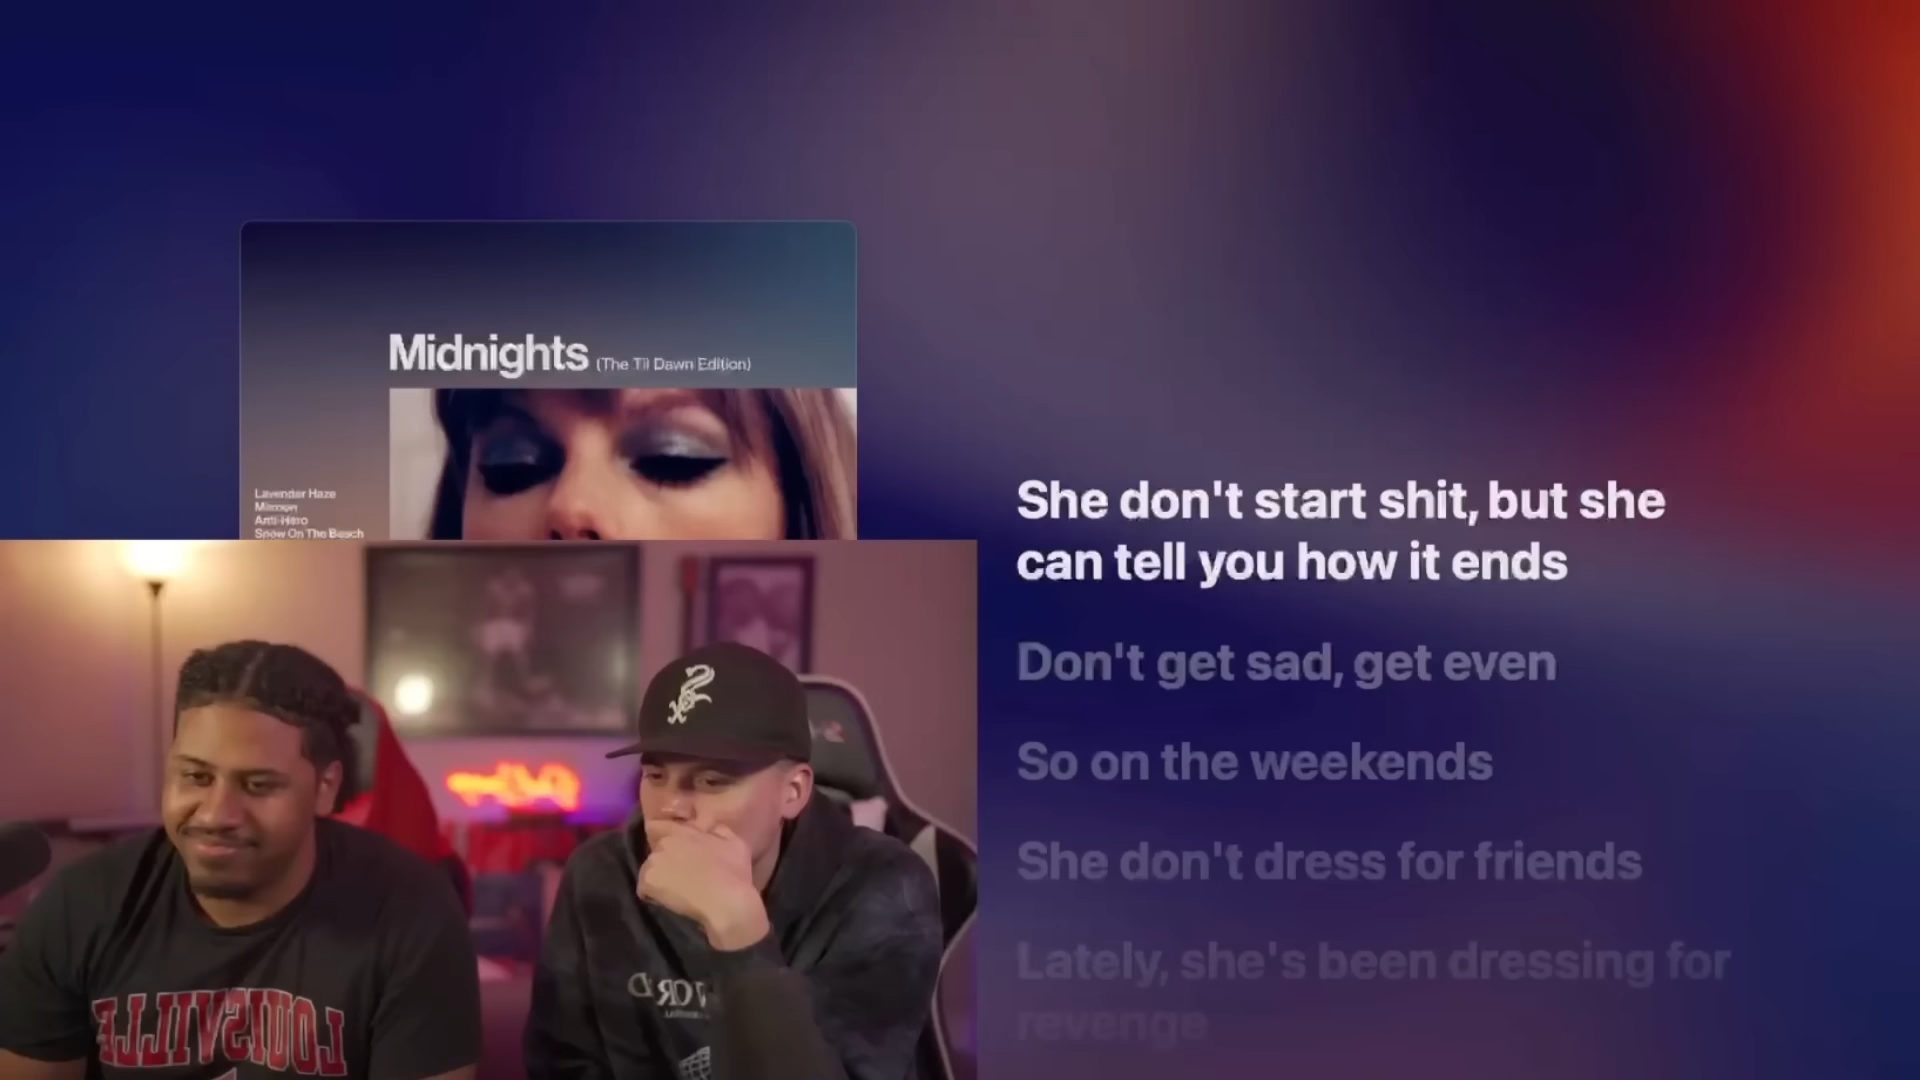 Midnights (The Til Dawn Edition)
Lavender Haze
Maroon
Anti-Hero
Snow On The Beach
She don't start shit, but she
can tell you how it ends
Don't get sad, get even
So on the weekends
She don't dress for friends
Lately, she's been dressing for
revenge
LOUISVILLE